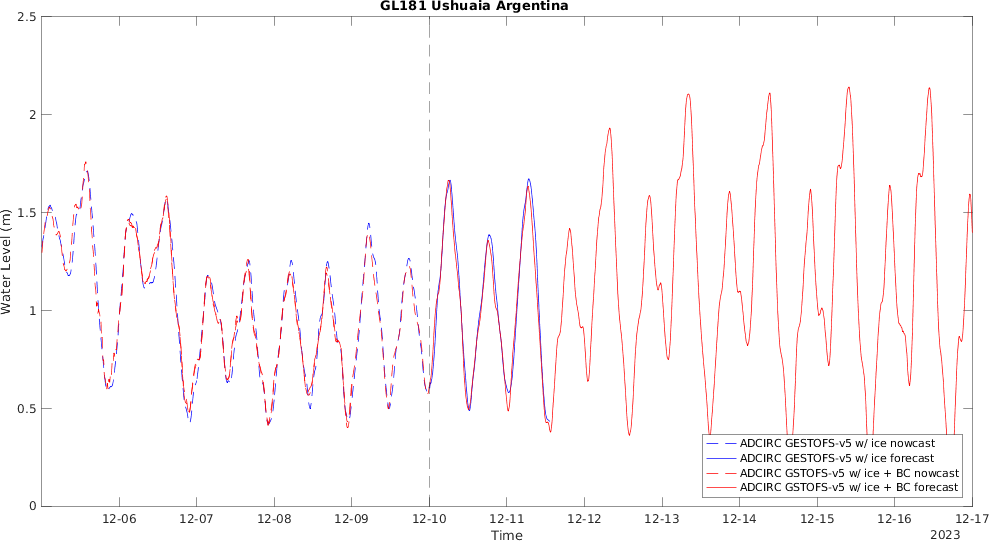 GL181 Ushuaia Argentina
2.5
2
1.5
1
0.5
0
Water Level (m)
12-06 12-07 12-08 12-09 12-10 12-11 12-12 12-13 12-14 12-15 12-16 12-17
Time
2023
ADCIRC GESTOFS-v5 w/ ice nowcast
ADCIRC GESTOFS-v5 w/ ice forecast
ADCIRC GSTOFS-v5 w/ ice + BC nowcast
ADCIRC GSTOFS-v5 w/ ice + BC forecast